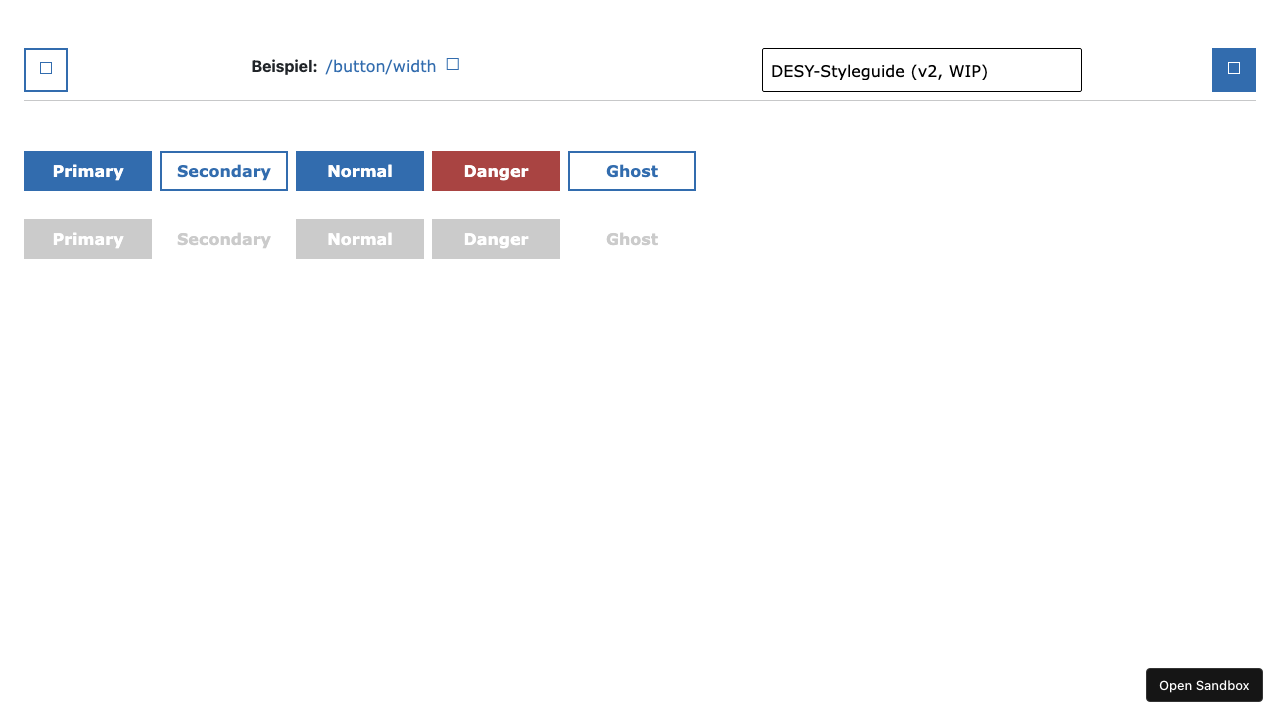 Beispiel: /button/width
DESY-Styleguide (v2, WIP)
Primary Secondary Normal Danger Ghost
Primary Secondary Normal Danger Ghost
Open Sandbox